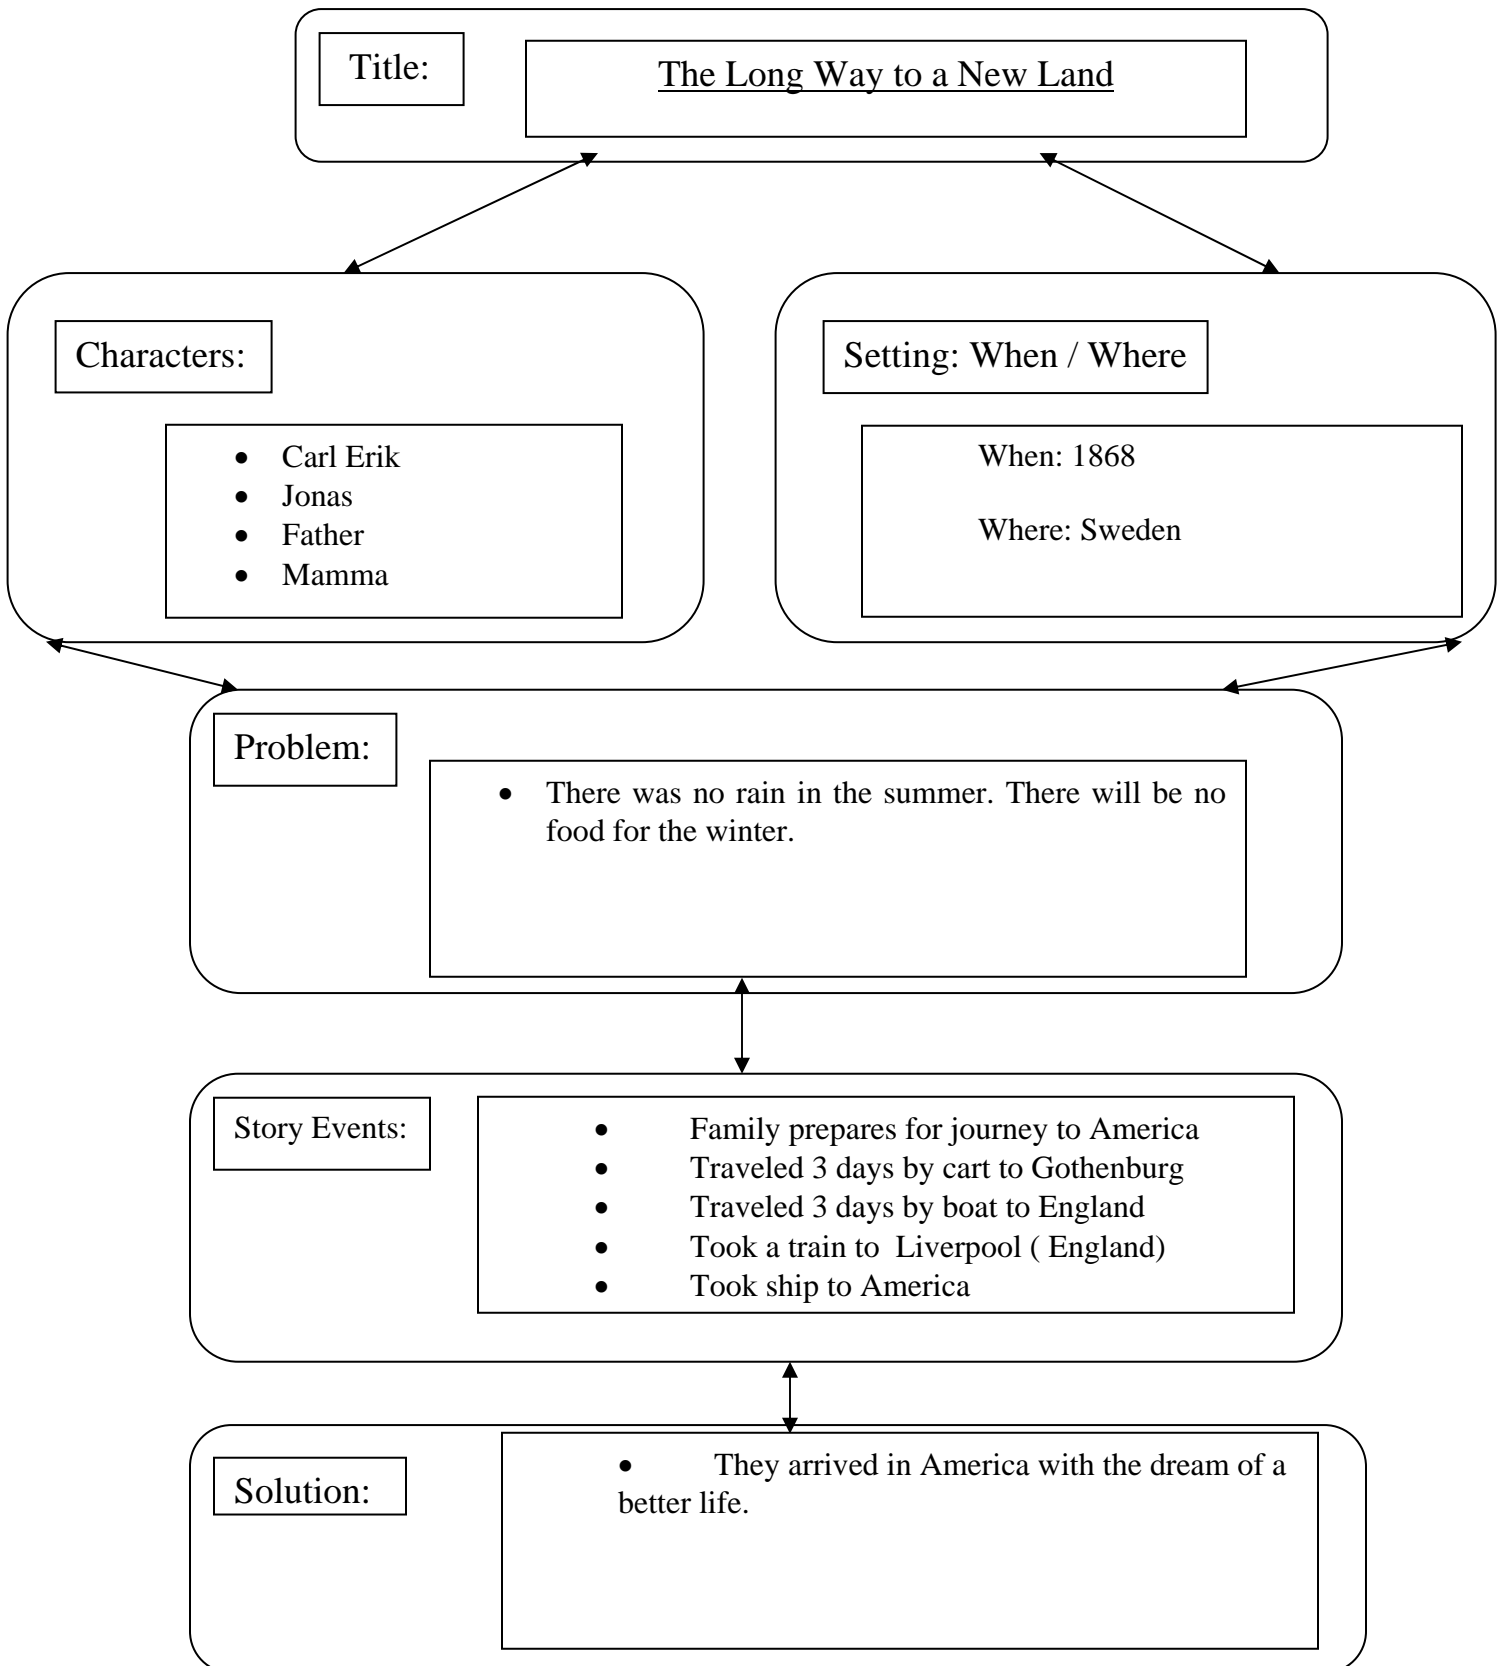 Title:
The Long Way to a New Land
Characters:
• Carl Erik
• Jonas
• Father
• Mamma
Setting: When / Where
When: 1868
Where: Sweden
Problem:
• There was no rain in the summer. There will be no
food for the winter.
Story Events:
• Family prepares for journey to America
• Traveled 3 days by cart to Gothenburg
• Traveled 3 days by boat to England
• Took a train to  Liverpool ( England)
• Took ship to America
Solution:
• They arrived in America with the dream of a
better life.